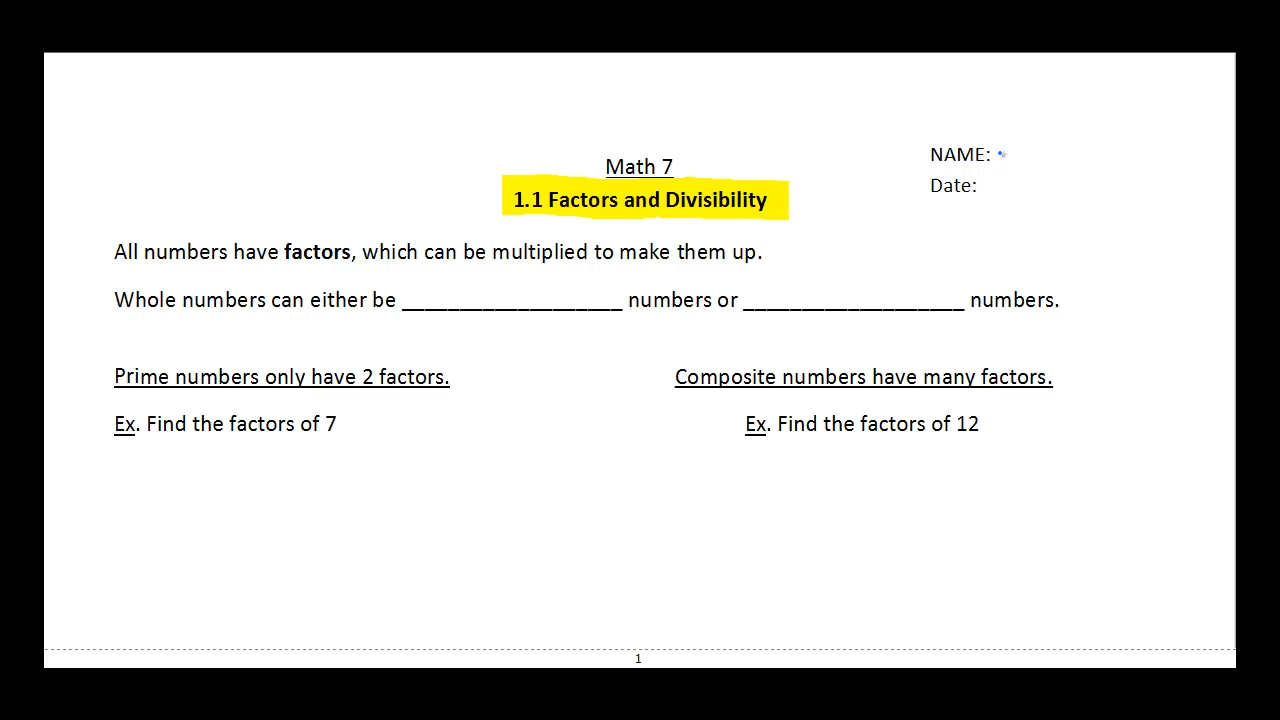 NAME:
Math 7
Date:
1.1 Factors and Divisibility
All numbers have factors, which can be multiplied to make them up.
Whole numbers can either be ___________________ numbers or ___________________ numbers.
Prime numbers only have 2 factors.
Composite numbers have many factors.
Ex. Find the factors of 7
Ex. Find the factors of 12
1